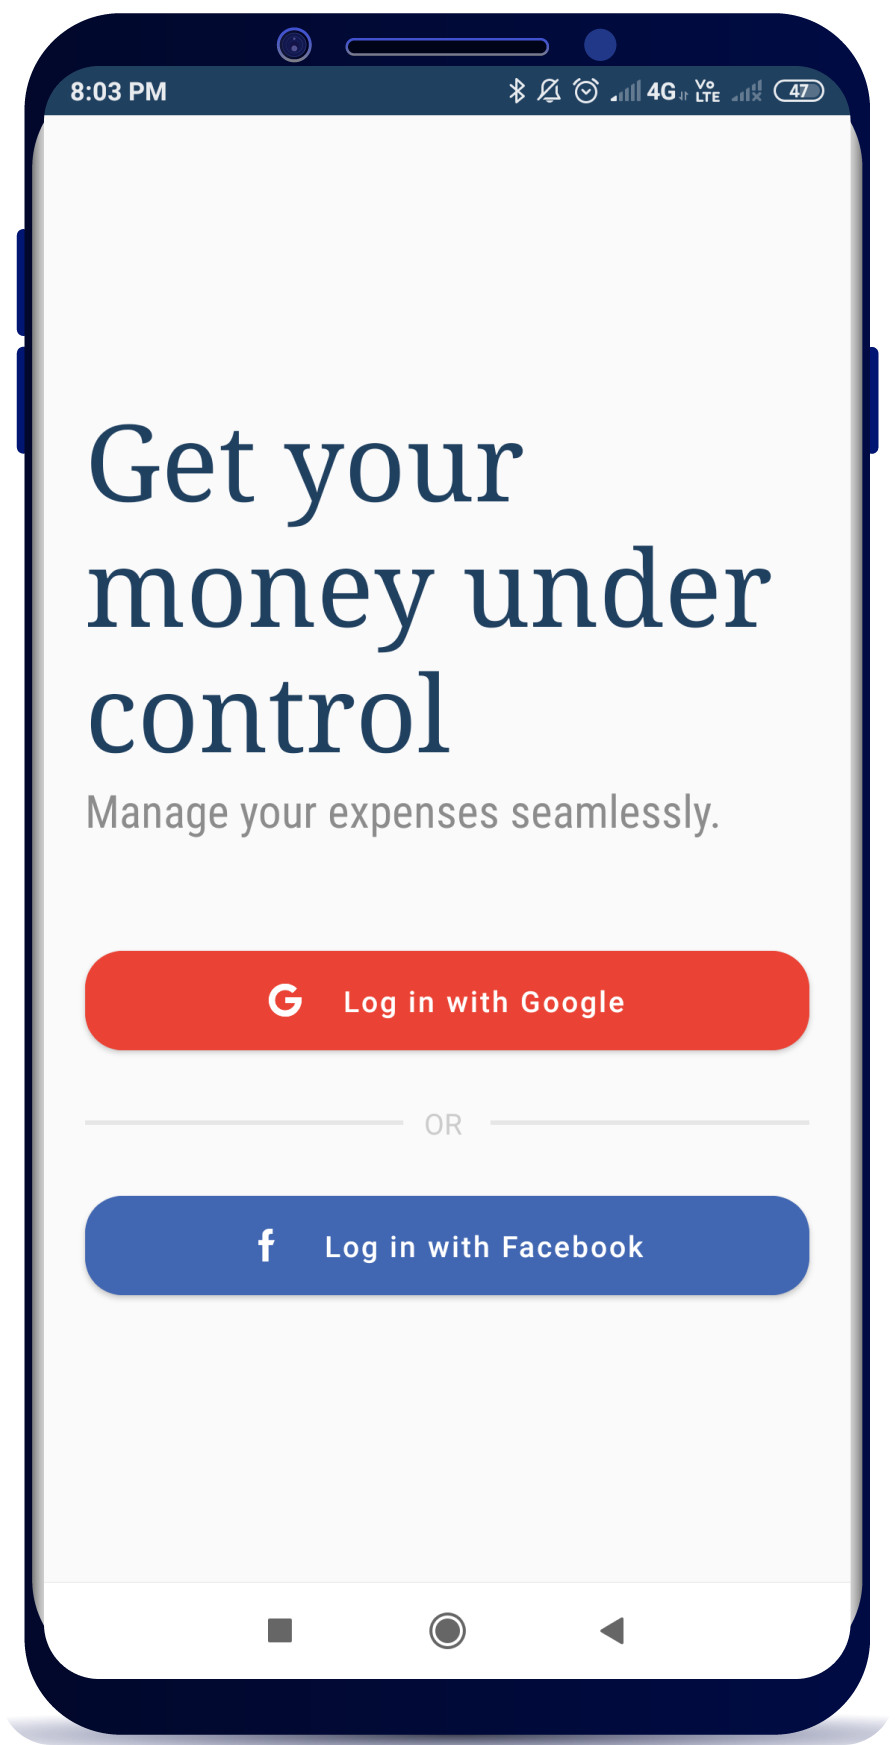 8:03 PM 4G Vo LTE 47
Get your
money under
control
Manage your expenses seamlessly.
G Log in with Google
OR
f Log in with Facebook